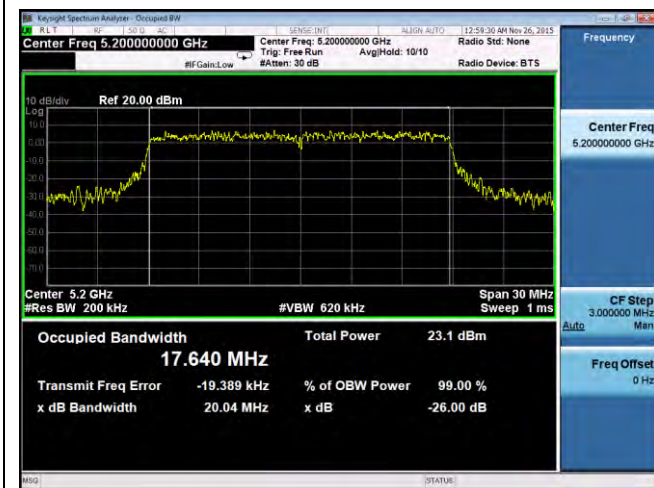 Keysight Spectrum Analyzer - Occupied BW
RLT RF 50 Ω AC SENSE:INT ALIGN AUTO 12:59:30 AM Nov 26, 2015
Center Freq 5.200000000 GHz Center Freq: 5.200000000 GHz Radio Std: None Frequency
Trig: Free Run Avg|Hold: 10/10
#IFGain:Low #Atten: 30 dB Radio Device: BTS
10 dB/div Ref 20.00 dBm
Log
10.0
0.00
-10.0
-20.0
-30.0
-40.0
-50.0
-60.0
-70.0
Center Freq
5.200000000 GHz
Center 5.2 GHz Span 30 MHz
#Res BW 200 kHz #VBW 620 kHz Sweep 1 ms
CF Step
3.000000 MHz
Auto Man
Occupied Bandwidth Total Power 23.1 dBm
17.640 MHz
Transmit Freq Error -19.389 kHz % of OBW Power 99.00 %
x dB Bandwidth 20.04 MHz x dB -26.00 dB
Freq Offset
0 Hz
MSG STATUS